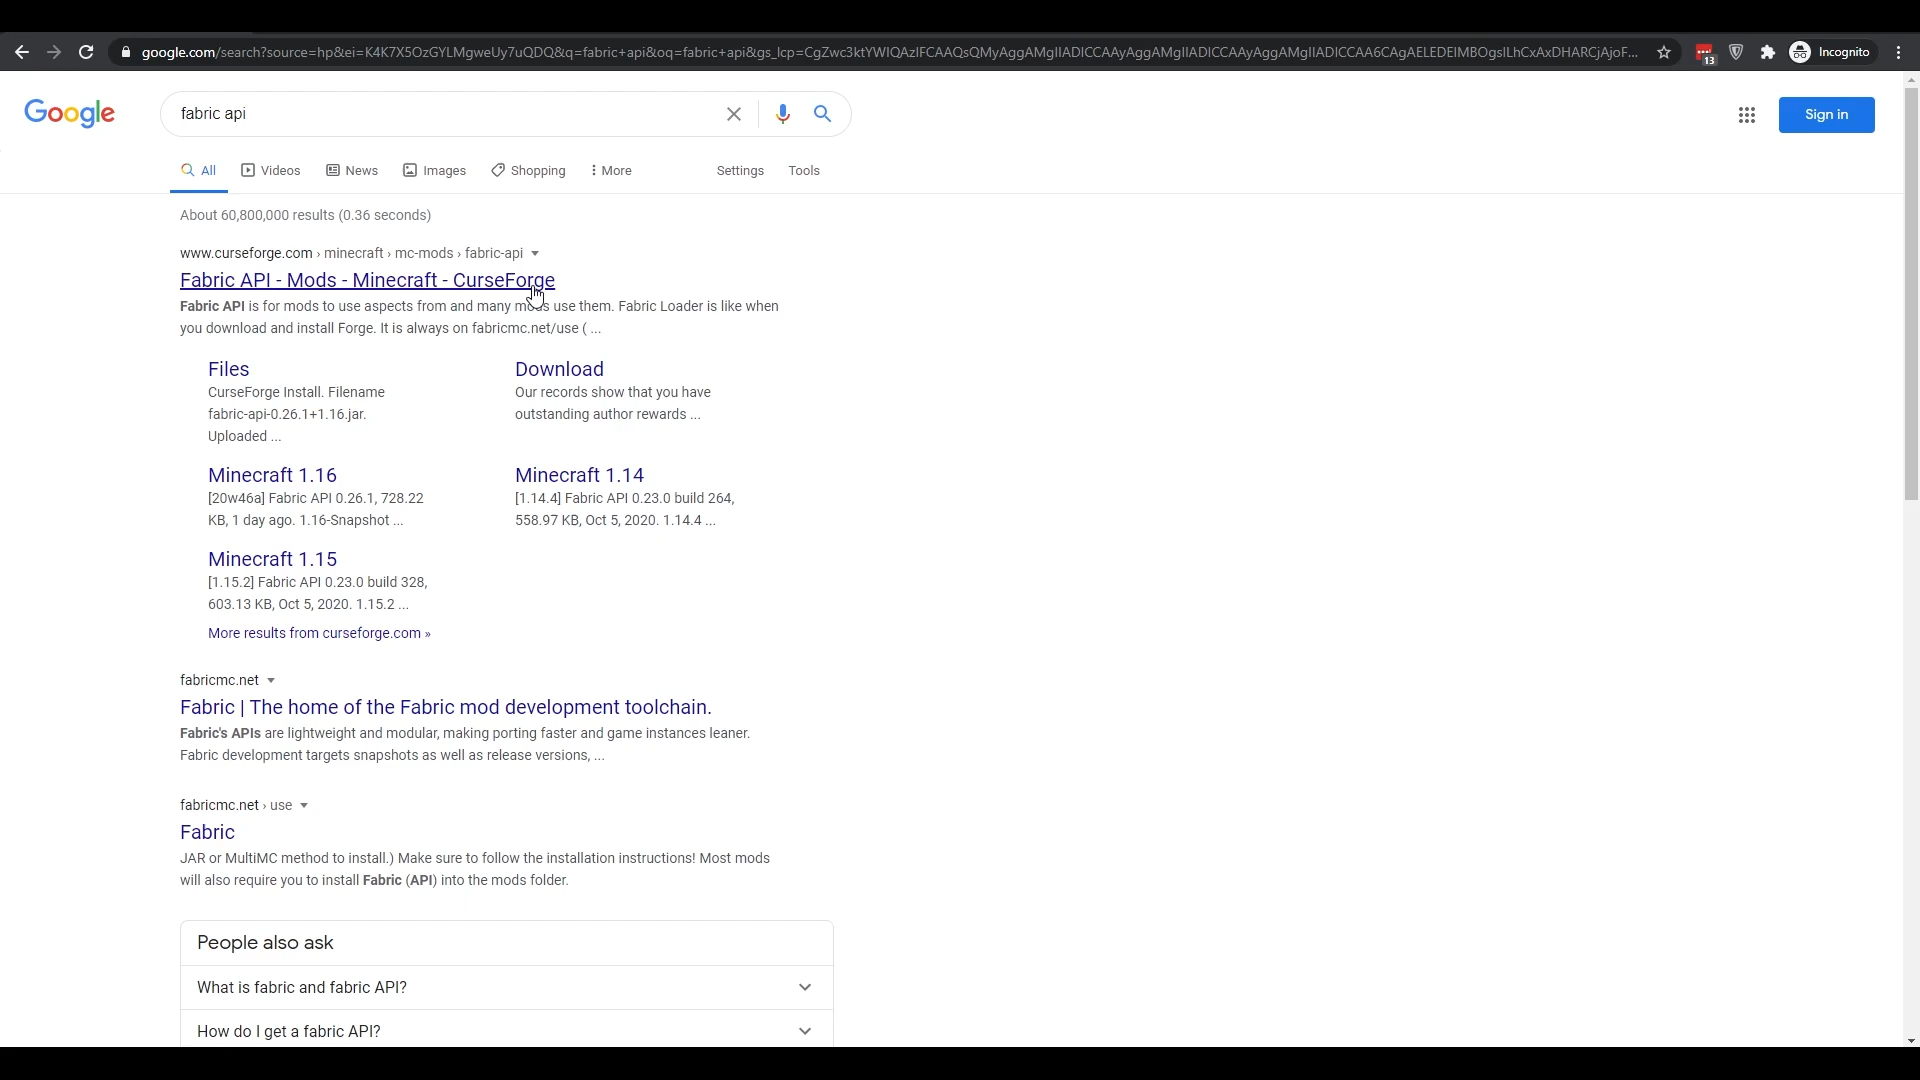 google.com/search?source=hp&ei=K4K7X5OzGYLMgweUy7uQDQ&q=fabric+api&oq=fabric+api&gs_lcp=CgZwc3ktYWIQAzIFCAAQsQMyAggAMgIIADICCAAyAggAMgIIADICCAAyAggAMgIIADICCAA6CAgAELEDEIMBOgsILhCxAxDHARCjAjoF...
13
Incognito
Google
fabric api
Sign in
All
Videos
News
Images
Shopping
More
Settings
Tools
About 60,800,000 results (0.36 seconds)
www.curseforge.com › minecraft › mc-mods › fabric-api
Fabric API - Mods - Minecraft - CurseForge
Fabric API is for mods to use aspects from and many mods use them. Fabric Loader is like when
you download and install Forge. It is always on fabricmc.net/use ( ...
Files
CurseForge Install. Filename
fabric-api-0.26.1+1.16.jar.
Uploaded ...
Download
Our records show that you have
outstanding author rewards ...
Minecraft 1.16
[20w46a] Fabric API 0.26.1, 728.22
KB, 1 day ago. 1.16-Snapshot ...
Minecraft 1.14
[1.14.4] Fabric API 0.23.0 build 264,
558.97 KB, Oct 5, 2020. 1.14.4 ...
Minecraft 1.15
[1.15.2] Fabric API 0.23.0 build 328,
603.13 KB, Oct 5, 2020. 1.15.2 ...
More results from curseforge.com »
fabricmc.net
Fabric | The home of the Fabric mod development toolchain.
Fabric's APIs are lightweight and modular, making porting faster and game instances leaner.
Fabric development targets snapshots as well as release versions, ...
fabricmc.net › use
Fabric
JAR or MultiMC method to install.) Make sure to follow the installation instructions! Most mods
will also require you to install Fabric (API) into the mods folder.
People also ask
What is fabric and fabric API?
How do I get a fabric API?